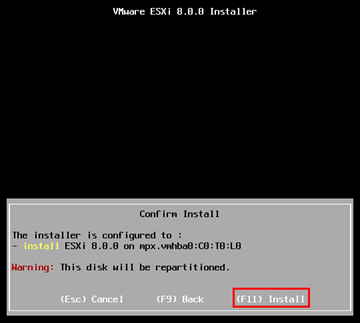 VMware ESXi 8.0.0 Installer
Confirm Install
The installer is configured to :
- install ESXi 8.0.0 on mpx.vmhba0:C0:T0:L0
Warning: This disk will be repartitioned.
(Esc) Cancel (F9) Back (F11) Install